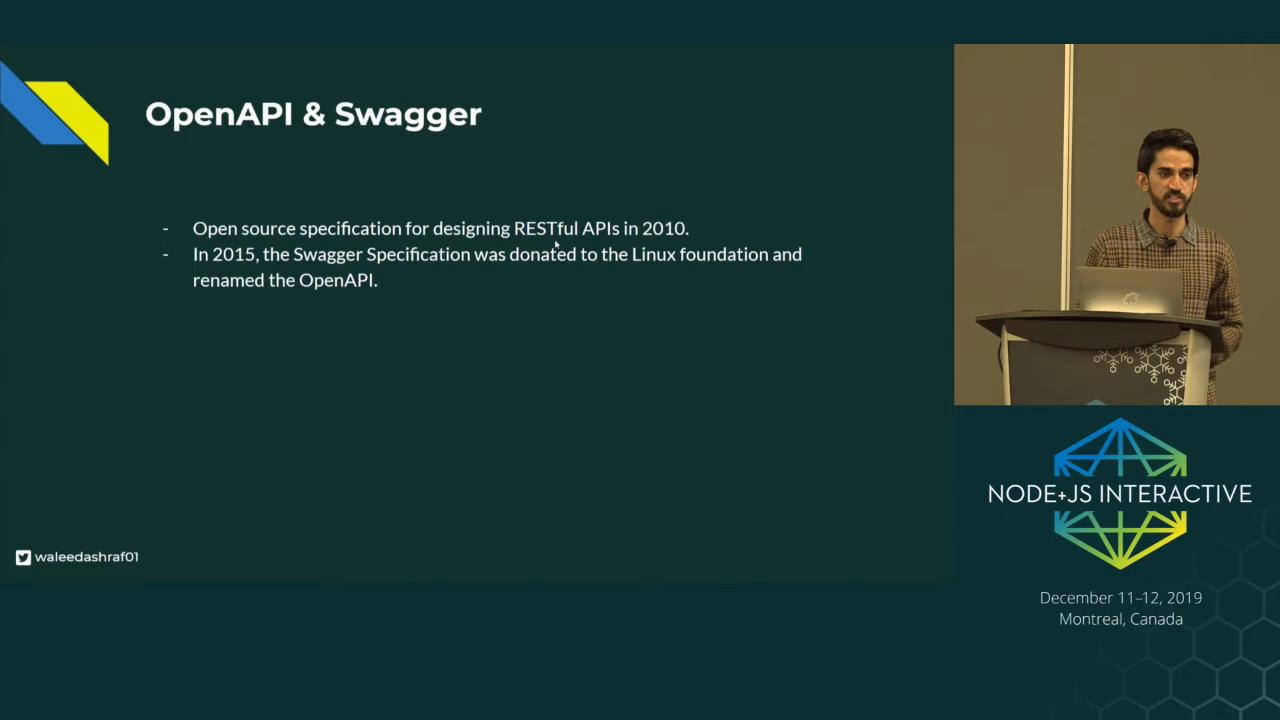 OpenAPI & Swagger
- Open source specification for designing RESTful APIs in 2010.
- In 2015, the Swagger Specification was donated to the Linux foundation and
renamed the OpenAPI.
waleedashraf01
NODE+JS INTERACTIVE
December 11–12, 2019
Montreal, Canada